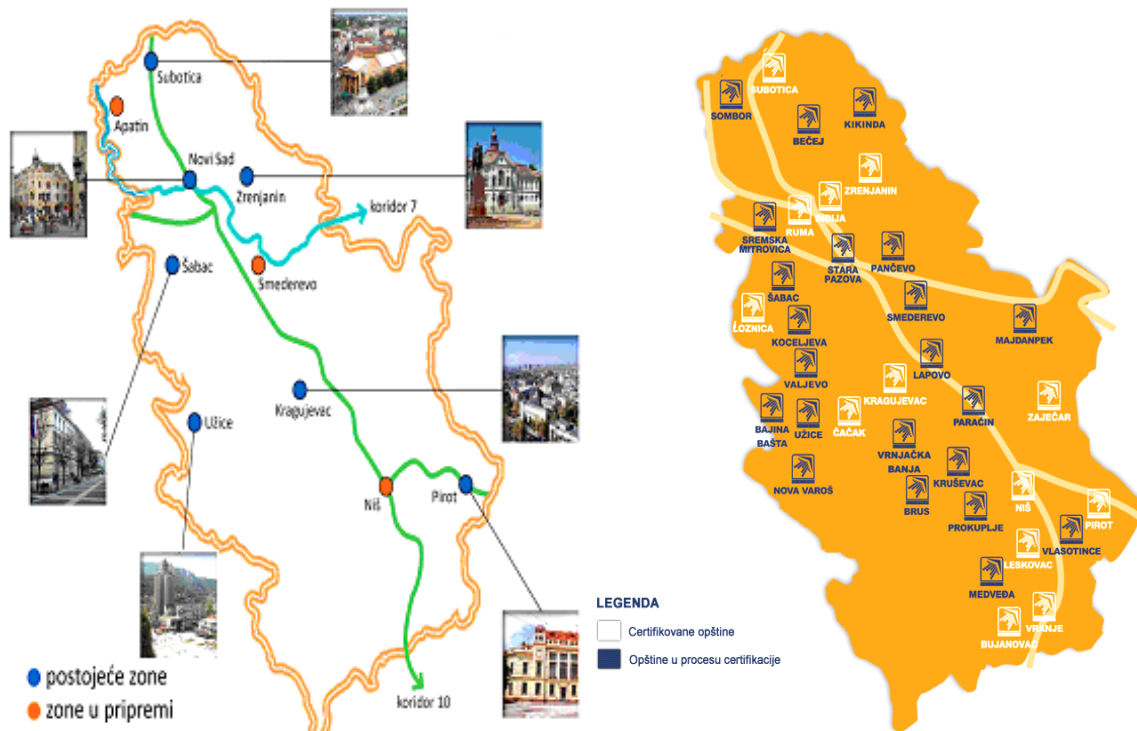 Subotica
Apatin
Novi Sad
Zrenjanin
koridor 7
Šabac
Smederevo
Kragujevac
Užice
Niš
Pirot
koridor 10
postojeće zone
zone u pripremi
SUBOTICA
SOMBOR
BEČEJ
KIKINDA
ZRENJANIN
INĐIJA
RUMA
SREMSKA
MITROVICA
STARA
PAZOVA
PANČEVO
ŠABAC
SMEDEREVO
LOZNICA
KOCELJEVA
MAJDANPEK
VALJEVO
LAPOVO
KRAGUJEVAC
ZAJEČAR
BAJINA
BAŠTA
UŽICE
ČAČAK
PARAĆIN
VRNJAČKA
BANJA
NOVA VAROŠ
KRUŠEVAC
BRUS
NIŠ
PROKUPLJE
PIROT
VLASOTINCE
LESKOVAC
MEDVEĐA
VRANJE
BUJANOVAC
LEGENDA
Certifikovane opštine
Opštine u procesu certifikacije